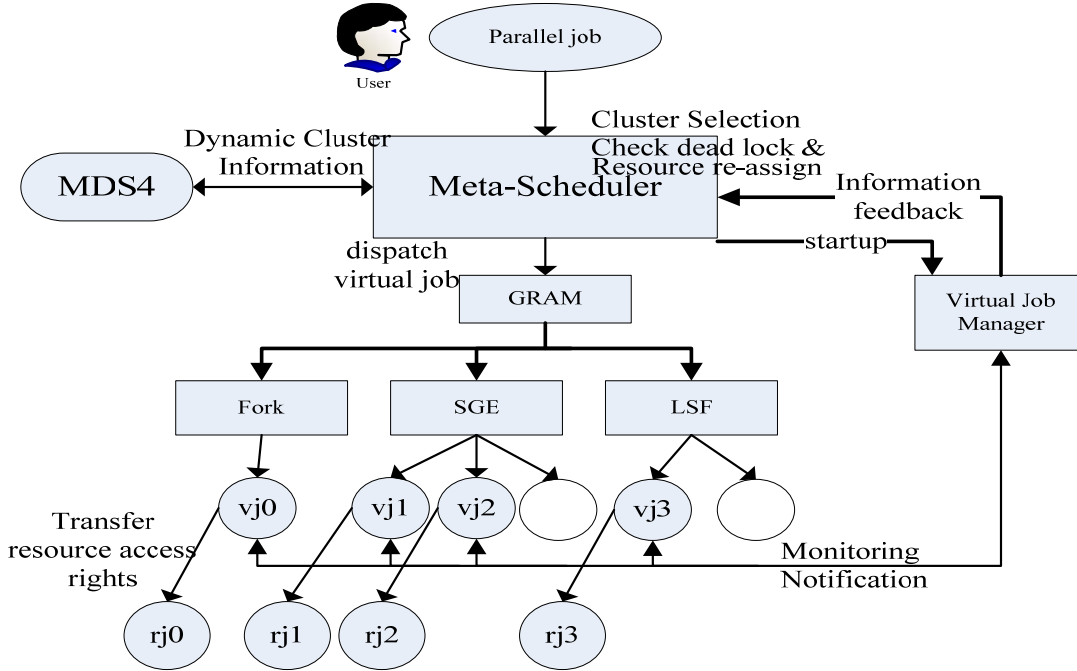 Parallel job
User
Cluster Selection
Check dead lock &
Resource re-assign
Dynamic Cluster
Information
MDS4
Meta-Scheduler
Information
feedback
startup
dispatch
virtual job
GRAM
Virtual Job
Manager
Fork
SGE
LSF
vj0
vj1
vj2
vj3
Transfer
resource access
rights
Monitoring
Notification
rj0
rj1
rj2
rj3